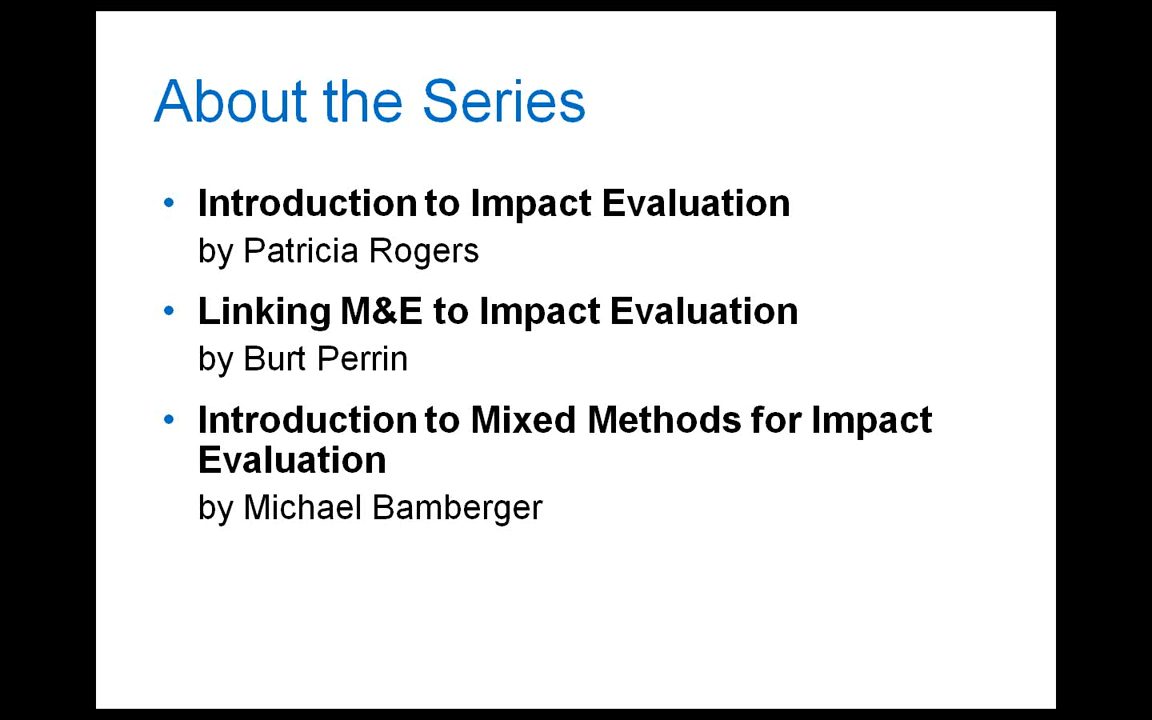 About the Series
• Introduction to Impact Evaluation
by Patricia Rogers
• Linking M&E to Impact Evaluation
by Burt Perrin
• Introduction to Mixed Methods for Impact
Evaluation
by Michael Bamberger